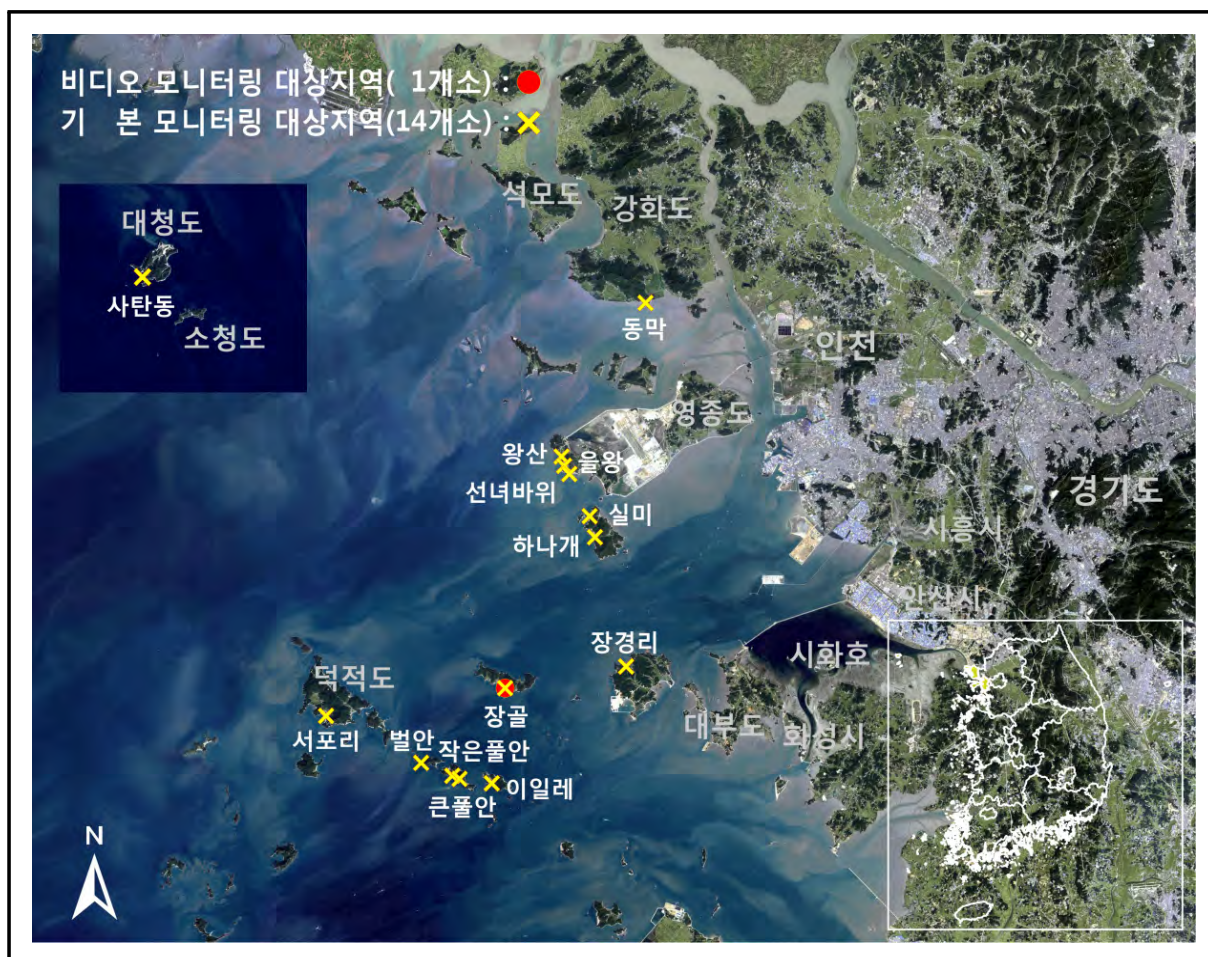 비디오 모니터링 대상지역( 1개소) :
기 본 모니터링 대상지역(14개소) :
석모도
강화도
대청도
사탄동
소청도
동막
인천
영종도
왕산
을왕
선녀바위
실미
하나개
경기도
시흥시
안산시
장경리
시화호
덕적도
장골
대부도
화성시
서포리
벌안
작은풀안
이일레
큰풀안
N